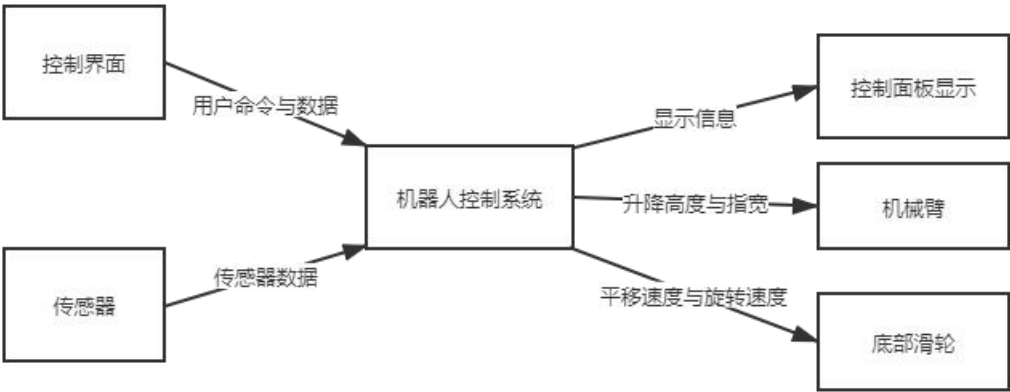 控制界面
用户命令与数据
传感器
传感器数据
机器人控制系统
显示信息
控制面板显示
升降高度与指宽
机械臂
平移速度与旋转速度
底部滑轮